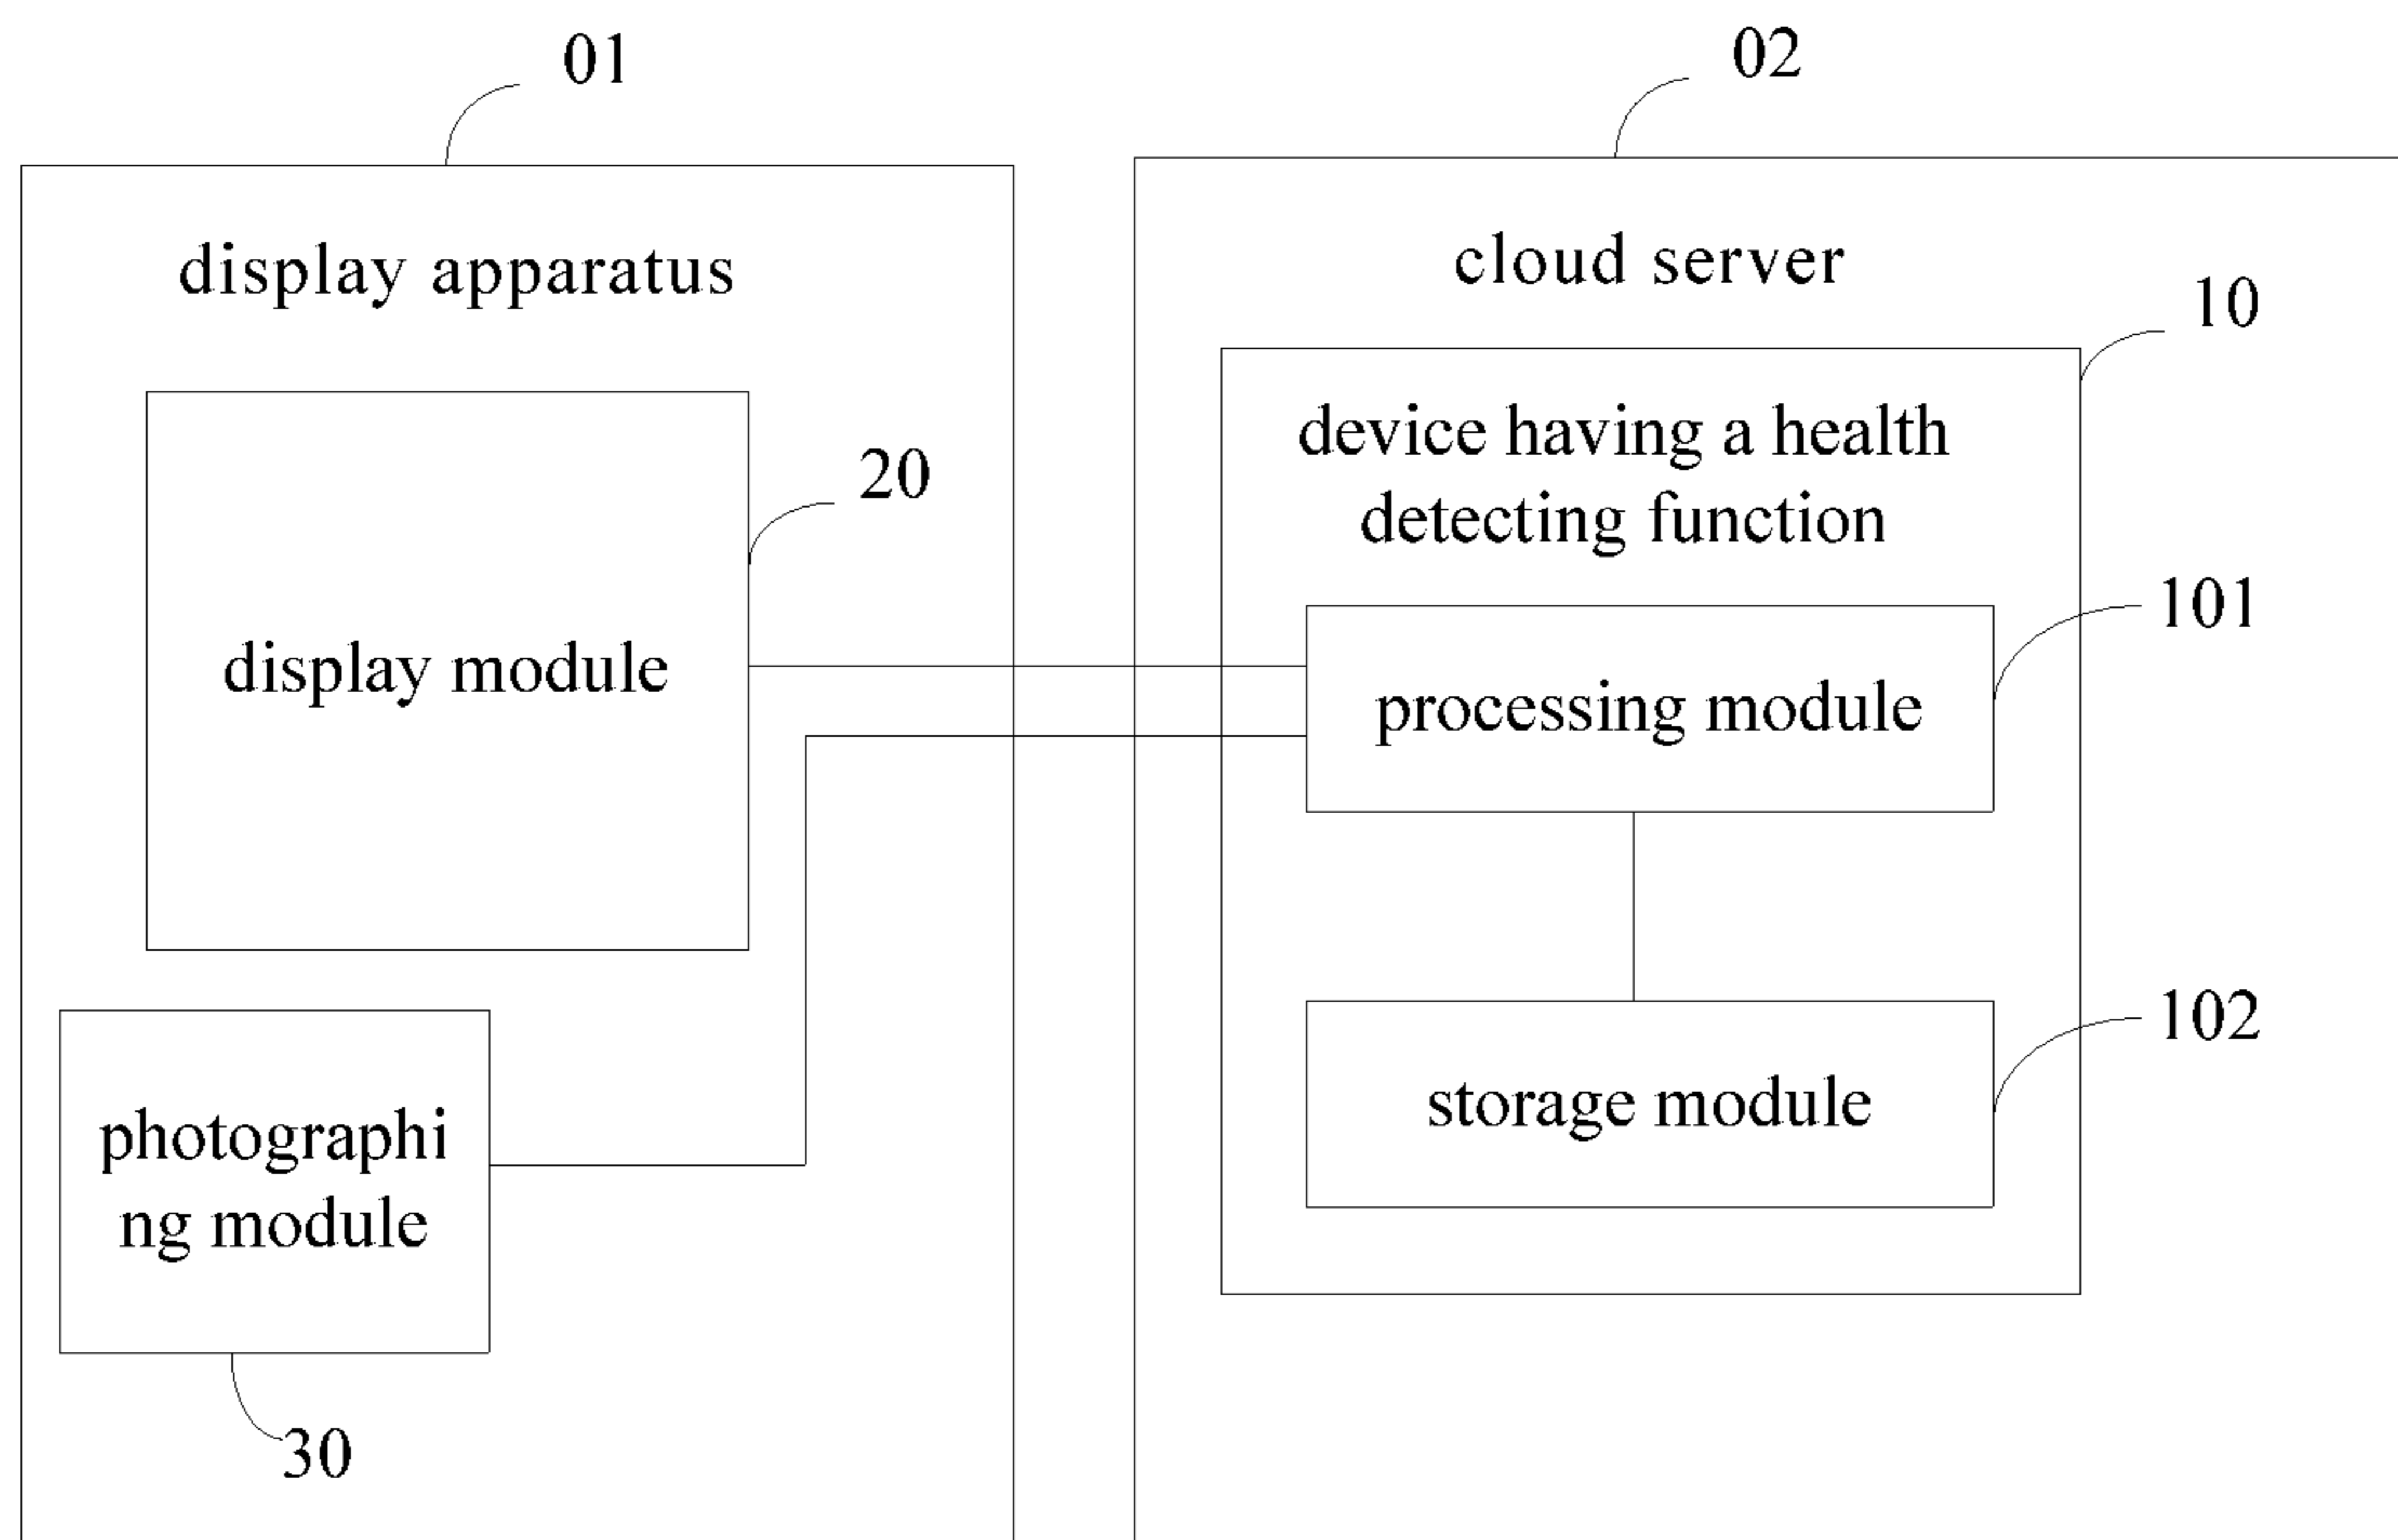 01
display apparatus
20
display module
photographi
ng module
30
02
cloud server
10
device having a health
detecting function
101
processing module
102
storage module